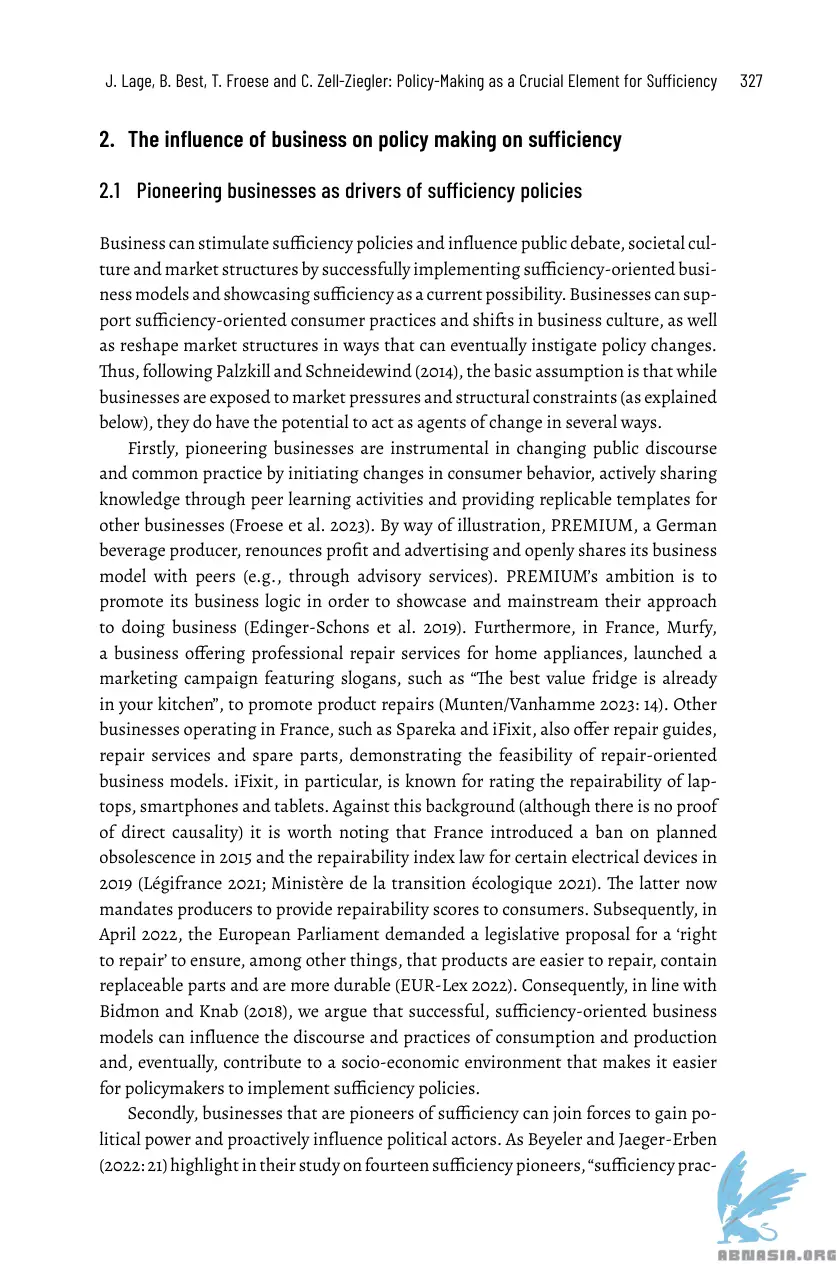 J. Lage, B. Best, T. Froese and C. Zell-Ziegler: Policy-Making as a Crucial Element for Sufficiency 327
2. The influence of business on policy making on sufficiency
2.1 Pioneering businesses as drivers of sufficiency policies
Business can stimulate sufficiency policies and influence public debate, societal cul-
ture and market structures by successfully implementing sufficiency-oriented busi-
ness models and showcasing sufficiency as a current possibility. Businesses can sup-
port sufficiency-oriented consumer practices and shifts in business culture, as well
as reshape market structures in ways that can eventually instigate policy changes.
Thus, following Palzkill and Schneidewind (2014), the basic assumption is that while
businesses are exposed to market pressures and structural constraints (as explained
below), they do have the potential to act as agents of change in several ways.
Firstly, pioneering businesses are instrumental in changing public discourse
and common practice by initiating changes in consumer behavior, actively sharing
knowledge through peer learning activities and providing replicable templates for
other businesses (Froese et al. 2023). By way of illustration, PREMIUM, a German
beverage producer, renounces profit and advertising and openly shares its business
model with peers (e.g., through advisory services). PREMIUM’s ambition is to
promote its business logic in order to showcase and mainstream their approach
to doing business (Edinger-Schons et al. 2019). Furthermore, in France, Murfy,
a business offering professional repair services for home appliances, launched a
marketing campaign featuring slogans, such as “The best value fridge is already
in your kitchen”, to promote product repairs (Munten/Vanhamme 2023: 14). Other
businesses operating in France, such as Spareka and iFixit, also offer repair guides,
repair services and spare parts, demonstrating the feasibility of repair-oriented
business models. iFixit, in particular, is known for rating the repairability of lap-
tops, smartphones and tablets. Against this background (although there is no proof
of direct causality) it is worth noting that France introduced a ban on planned
obsolescence in 2015 and the repairability index law for certain electrical devices in
2019 (Légifrance 2021; Ministère de la transition écologique 2021). The latter now
mandates producers to provide repairability scores to consumers. Subsequently, in
April 2022, the European Parliament demanded a legislative proposal for a ‘right
to repair’ to ensure, among other things, that products are easier to repair, contain
replaceable parts and are more durable (EUR-Lex 2022). Consequently, in line with
Bidmon and Knab (2018), we argue that successful, sufficiency-oriented business
models can influence the discourse and practices of consumption and production
and, eventually, contribute to a socio-economic environment that makes it easier
for policymakers to implement sufficiency policies.
Secondly, businesses that are pioneers of sufficiency can join forces to gain po-
litical power and proactively influence political actors. As Beyeler and Jaeger-Erben
(2022: 21) highlight in their study on fourteen sufficiency pioneers, “sufficiency prac-
ABNASIA.ORG